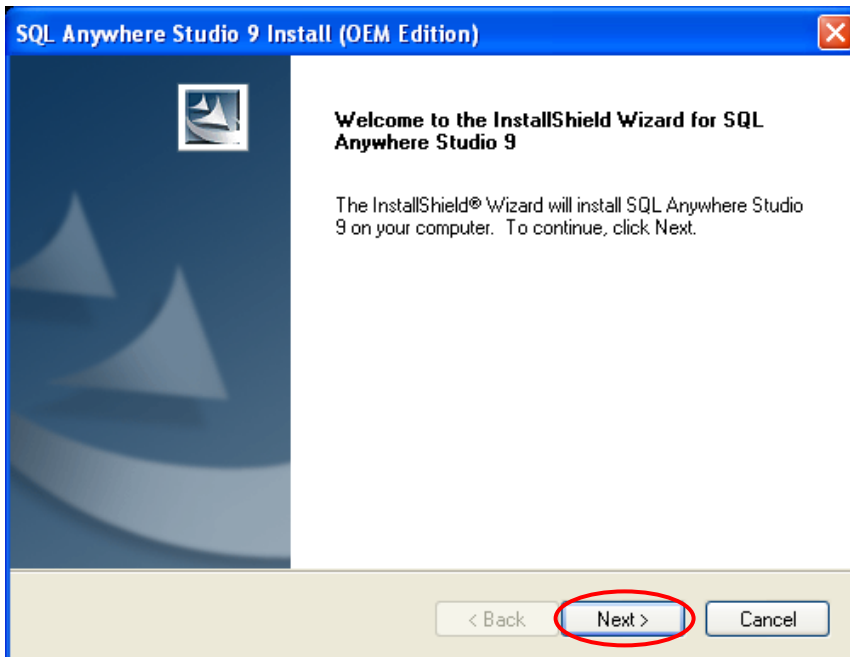 SQL Anywhere Studio 9 Install (OEM Edition)
Welcome to the InstallShield Wizard for SQL
Anywhere Studio 9
The InstallShield® Wizard will install SQL Anywhere Studio
9 on your computer.  To continue, click Next.
< Back
Next >
Cancel